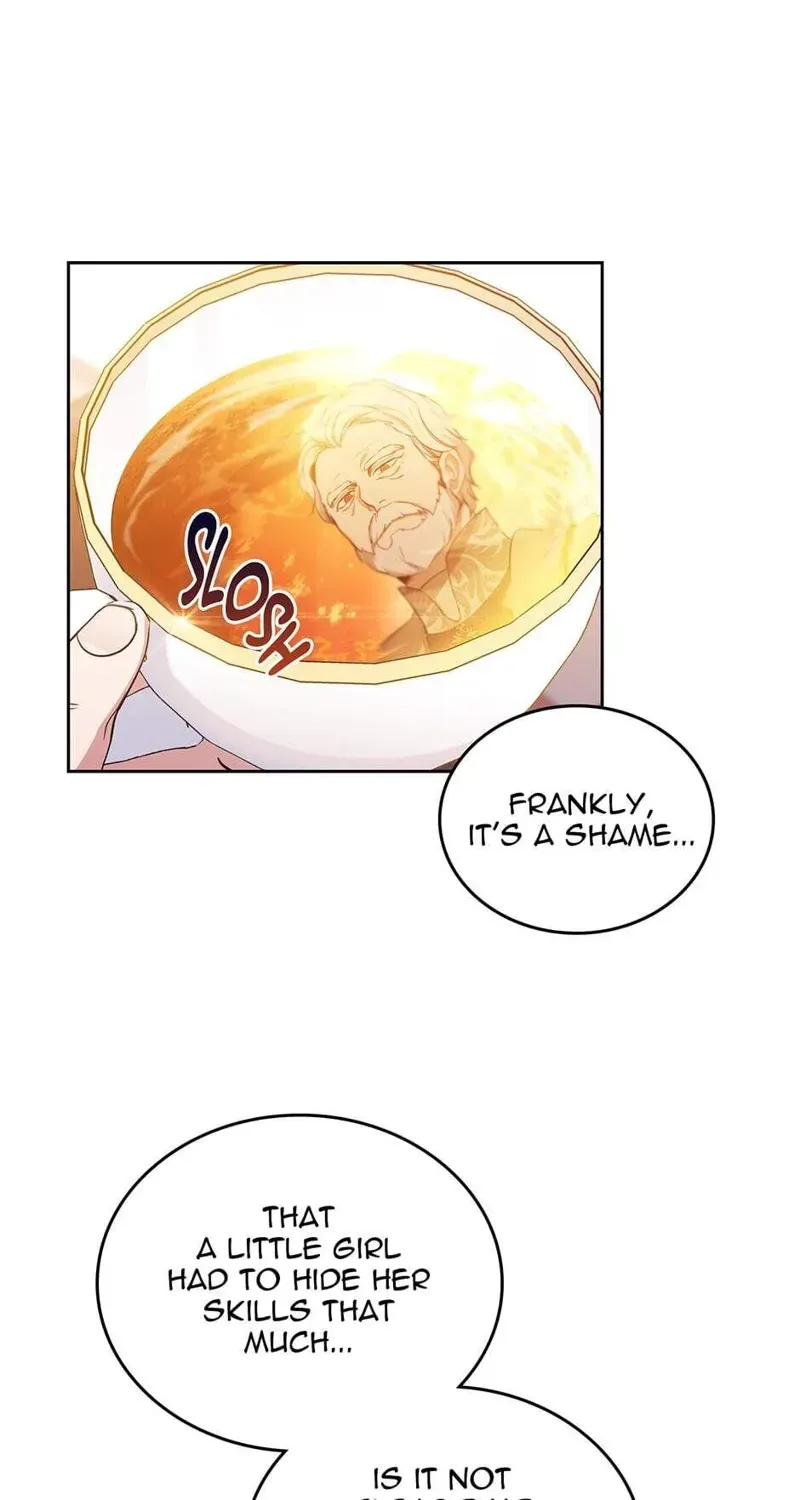 SLOSH
FRANKLY,
IT'S A SHAME...
THAT
A LITTLE GIRL
HAD TO HIDE HER
SKILLS THAT
MUCH...
IS IT NOT